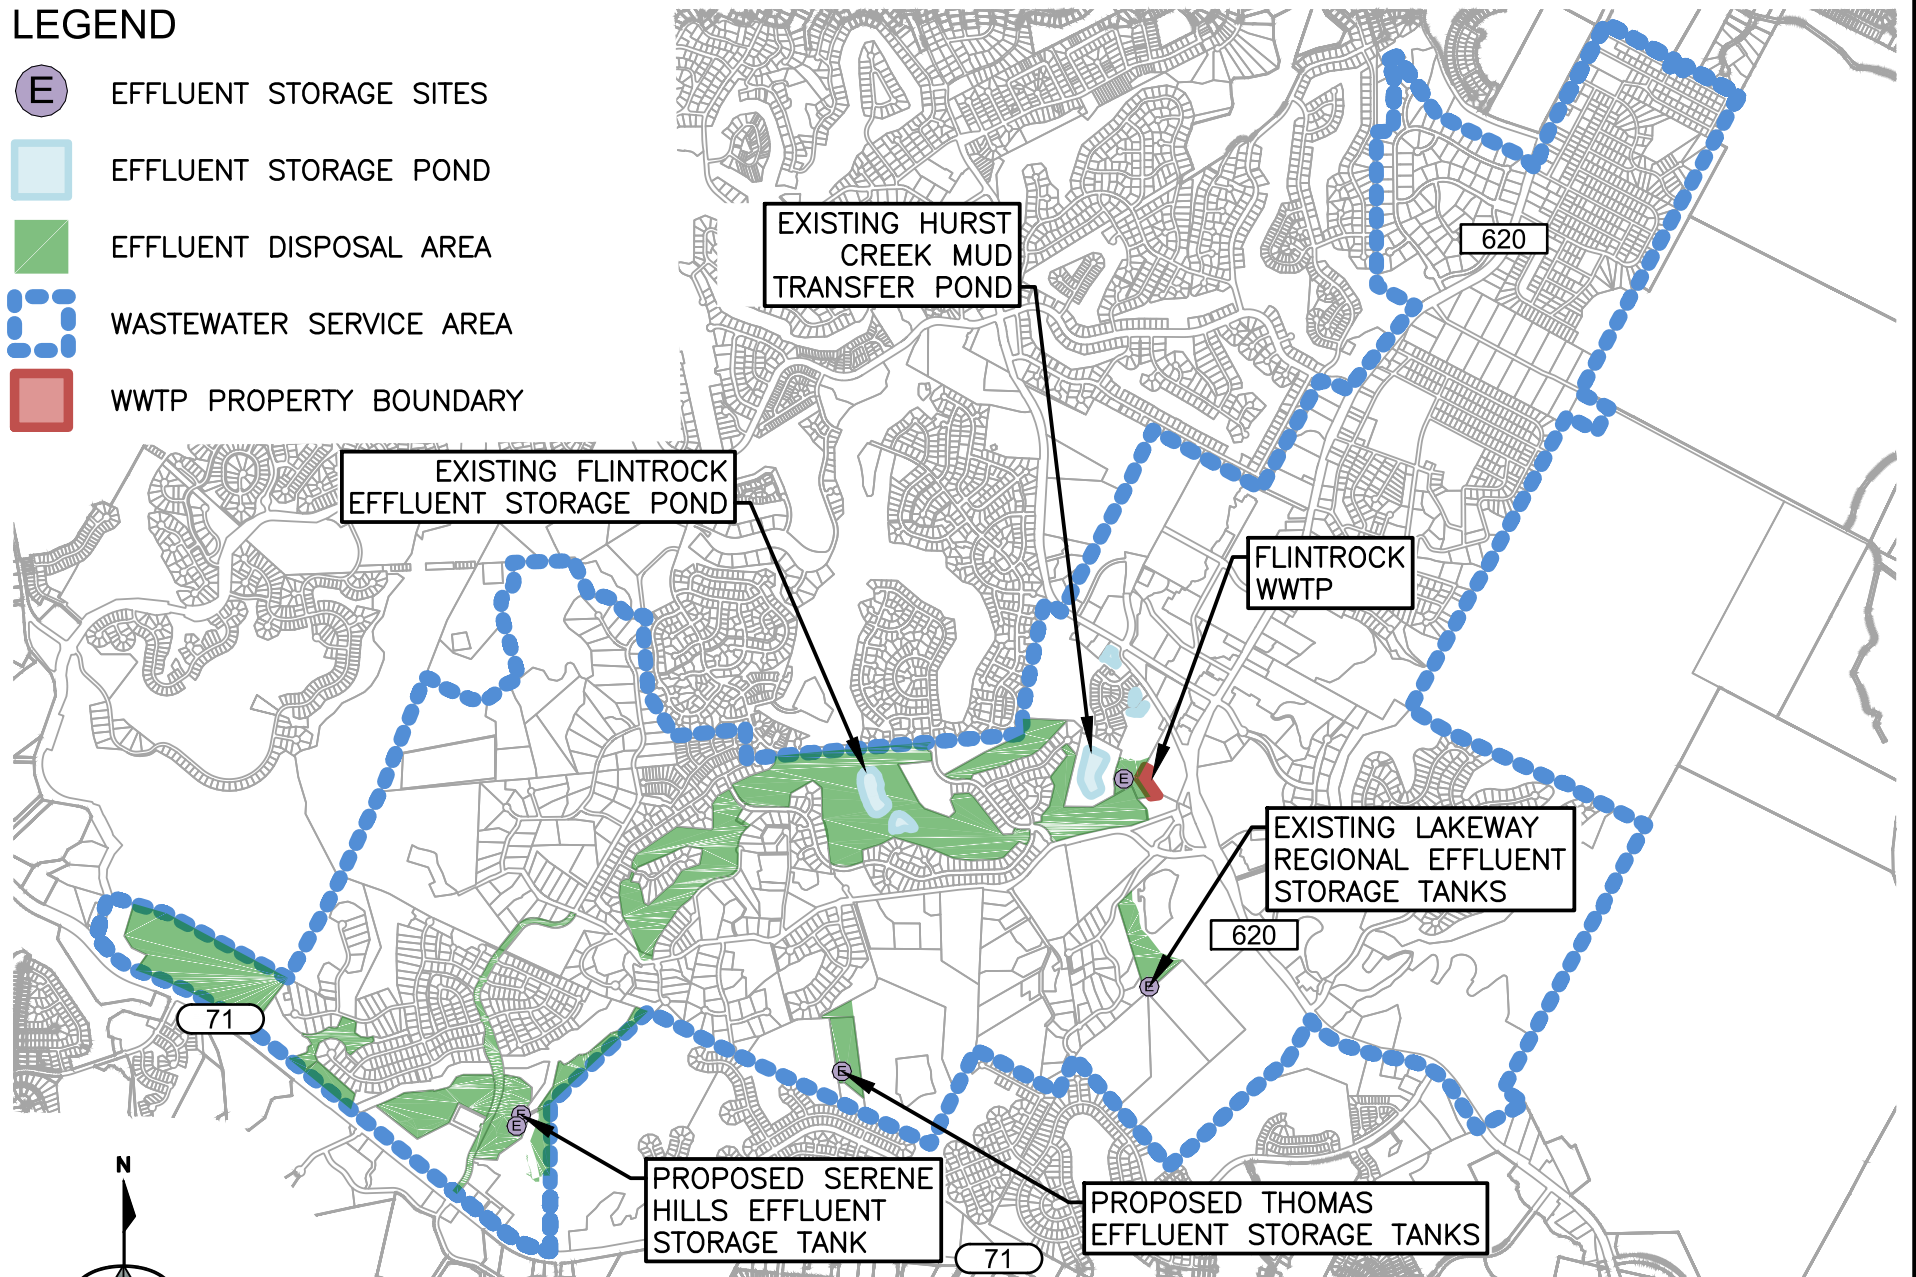 LEGEND
E
EFFLUENT STORAGE SITES
EFFLUENT STORAGE POND
EFFLUENT DISPOSAL AREA
WASTEWATER SERVICE AREA
WWTP PROPERTY BOUNDARY
EXISTING HURST
CREEK MUD
TRANSFER POND
620
EXISTING FLINTROCK
EFFLUENT STORAGE POND
FLINTROCK
WWTP
E
EXISTING LAKEWAY
REGIONAL EFFLUENT
STORAGE TANKS
620
E
71
E
E
E
N
PROPOSED SERENE
HILLS EFFLUENT
STORAGE TANK
PROPOSED THOMAS
EFFLUENT STORAGE TANKS
71